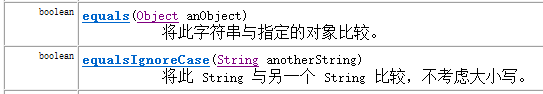 boolean equals(Object anObject)
将此字符串与指定的对象比较。
boolean equalsIgnoreCase(String anotherString)
将此 String 与另一个 String 比较，不考虑大小写。